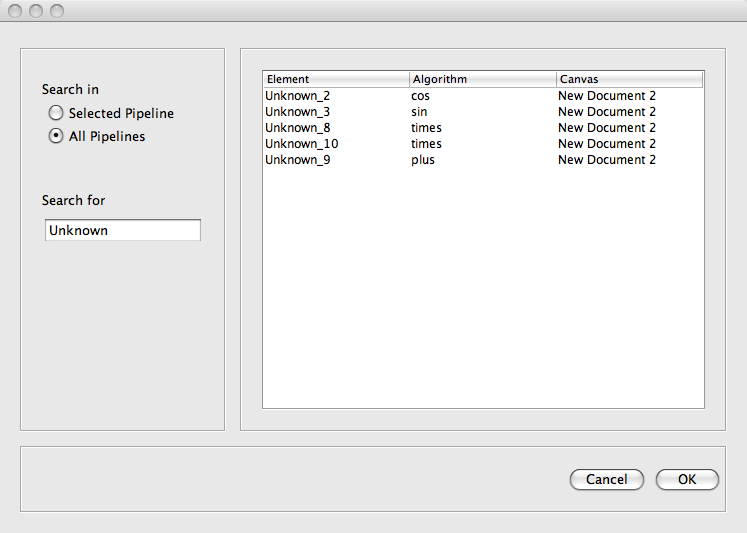 Search in
Selected Pipeline
All Pipelines
Search for
Unknown
Element Algorithm Canvas
Unknown_2 cos New Document 2
Unknown_3 sin New Document 2
Unknown_8 times New Document 2
Unknown_10 times New Document 2
Unknown_9 plus New Document 2
Cancel OK